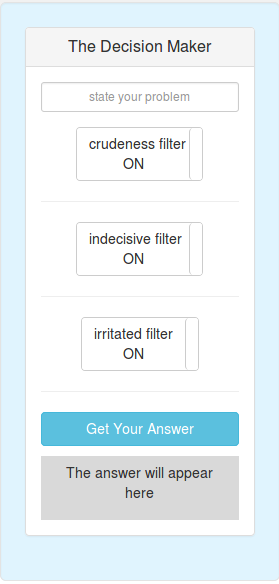 The Decision Maker
state your problem
crudeness filter
ON
indecisive filter
ON
irritated filter
ON
Get Your Answer
The answer will appear
here